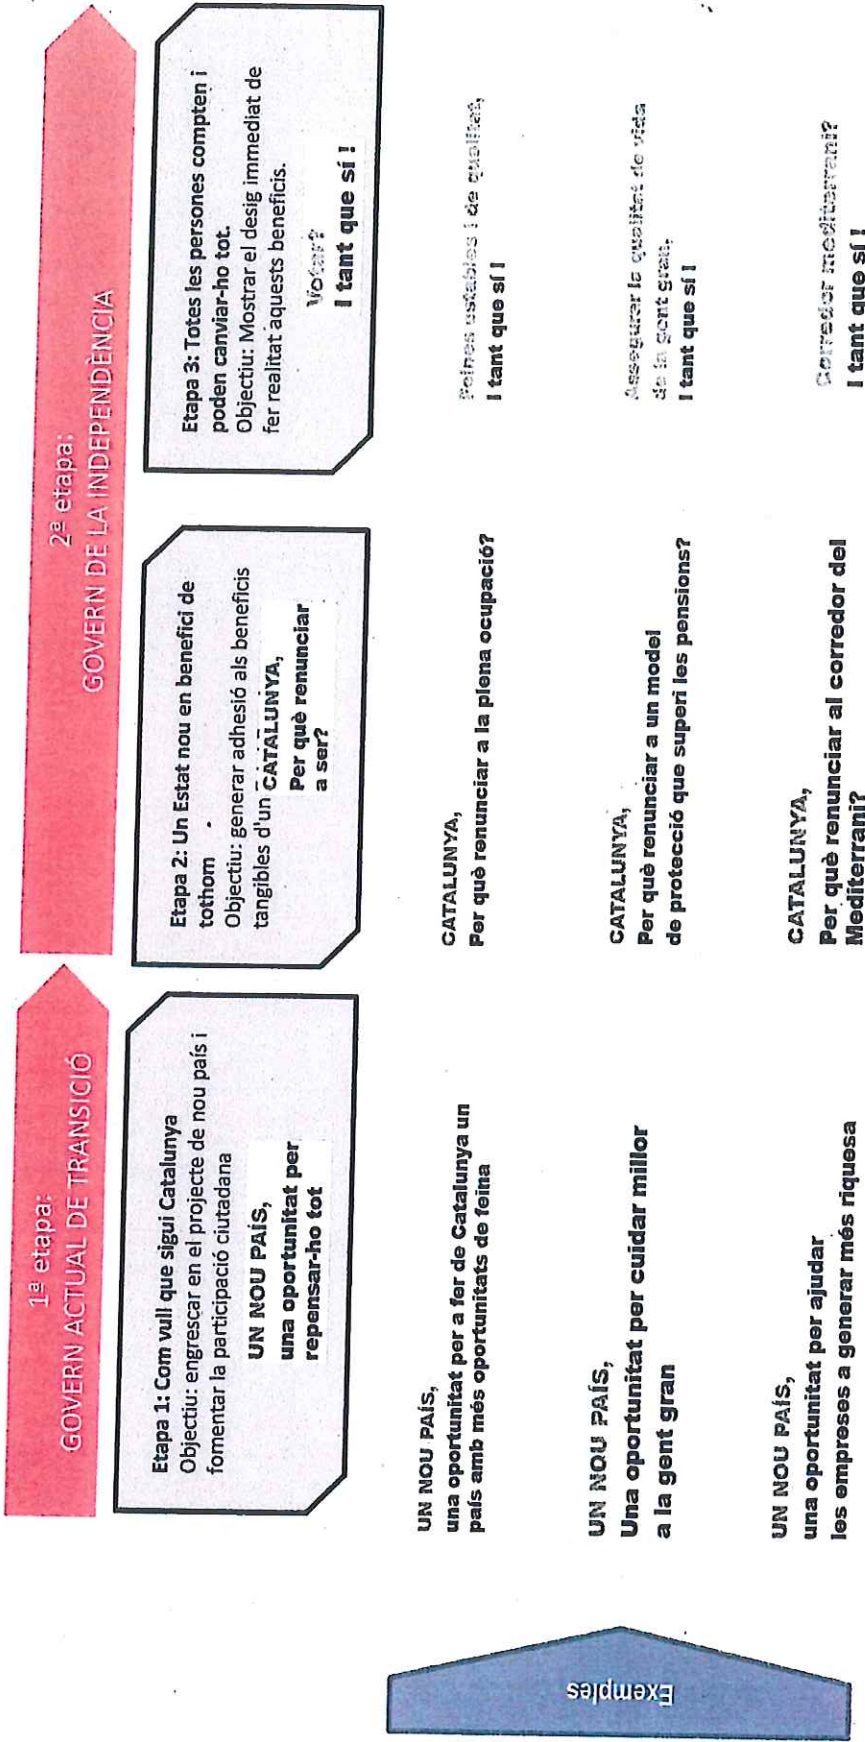 1ª etapa:
GOVERN ACTUAL DE TRANSICIÓ
2ª etapa:
GOVERN DE LA INDEPENDÈNCIA
Etapa 1: Com vull que sigui Catalunya
Objectiu: engrescar en el projecte de nou país i
fomentar la participació ciutadana
UN NOU PAÍS,
una oportunitat per
repensar-ho tot
Etapa 2: Un Estat nou en benefici de
tothom
Objectiu: generar adhesió als beneficis
tangibles d'un
CATALUNYA,
Per què renunciar
a ser?
Etapa 3: Totes les persones compten i
poden canviar-ho tot.
Objectiu: Mostrar el desig immediat de
fer realitat aquests beneficis.
Votar?
I tant que sí !
Exemples
UN NOU PAÍS,
una oportunitat per a fer de Catalunya un
país amb més oportunitats de feina
CATALUNYA,
Per què renunciar a la plena ocupació?
Feines estables i de qualitat,
I tant que sí !
UN NOU PAÍS,
Una oportunitat per cuidar millor
a la gent gran
CATALUNYA,
Per què renunciar a un model
de protecció que superi les pensions?
Assegurar la qualitat de vida
de la gent gran,
I tant que sí !
UN NOU PAÍS,
una oportunitat per ajudar
les empreses a generar més riquesa
CATALUNYA,
Per què renunciar al corredor del
Mediterrani?
Corredor mediterrani?
I tant que sí !